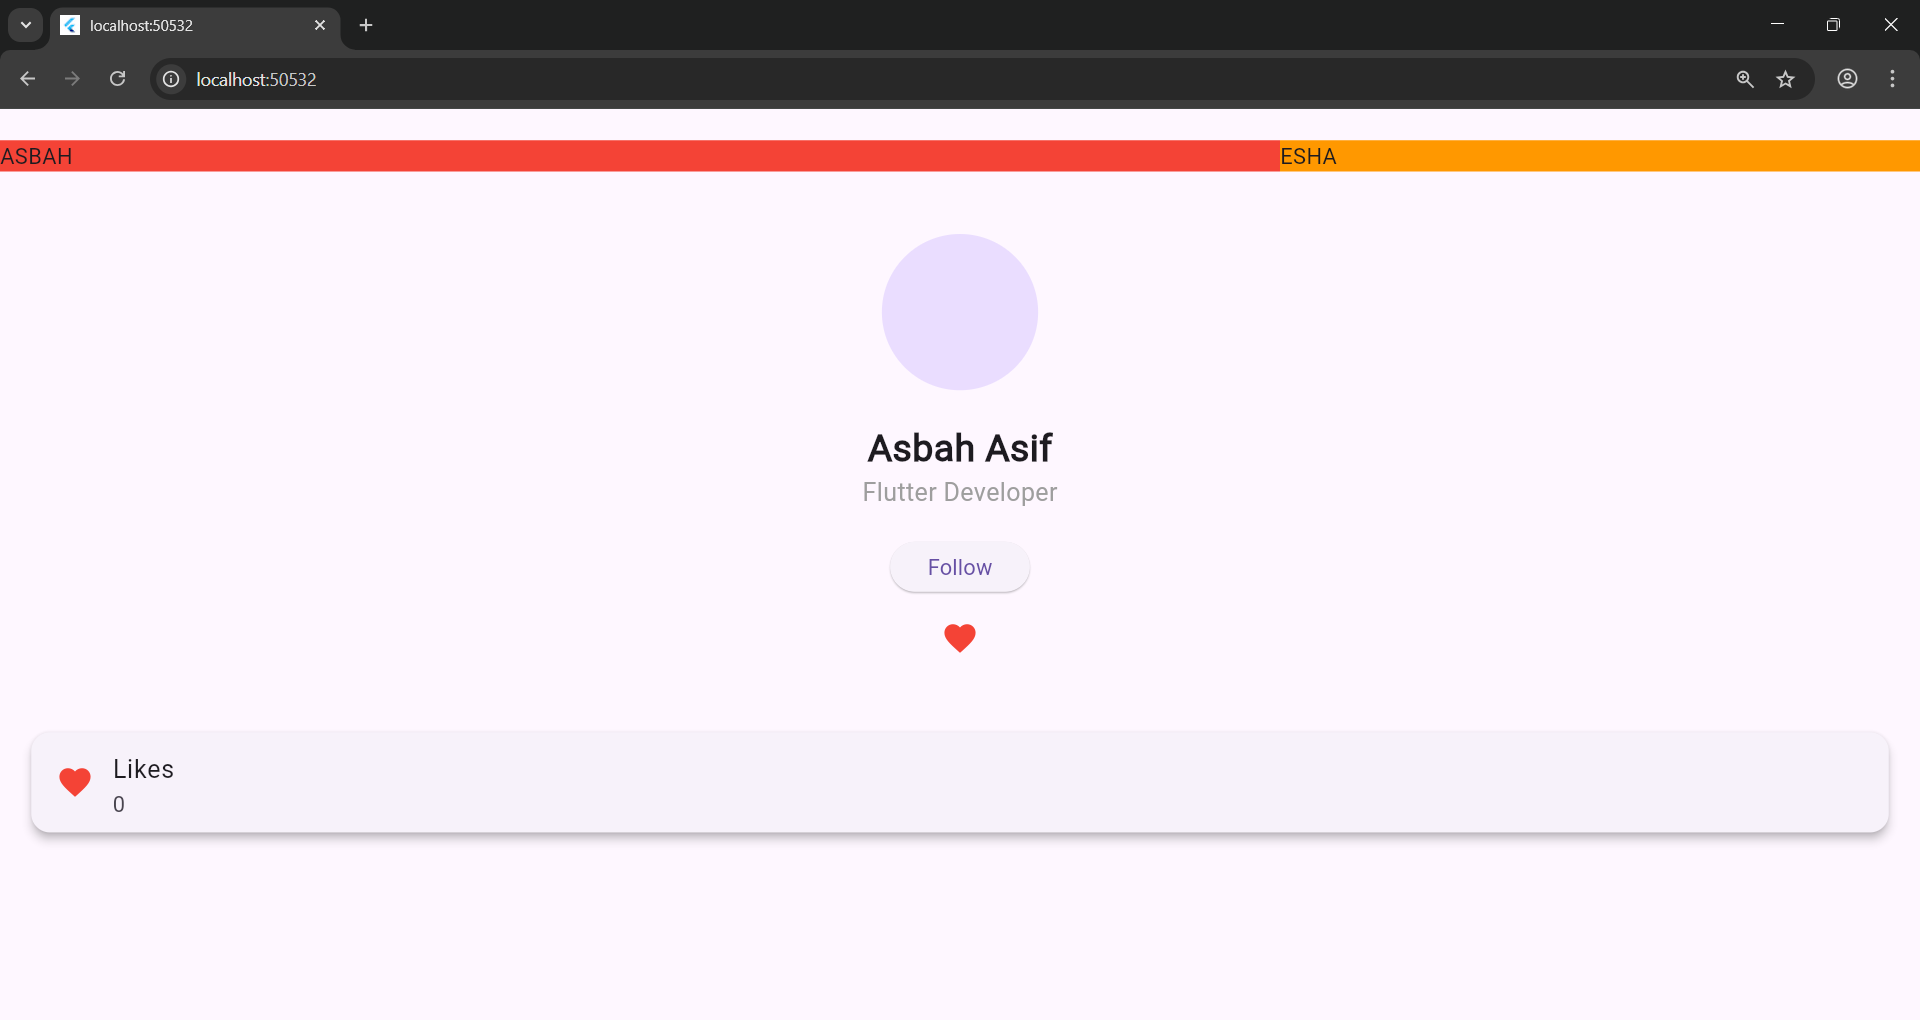 localhost:50532
localhost:50532
ASBAH ESHA
Asbah Asif
Flutter Developer
Follow
Likes
0